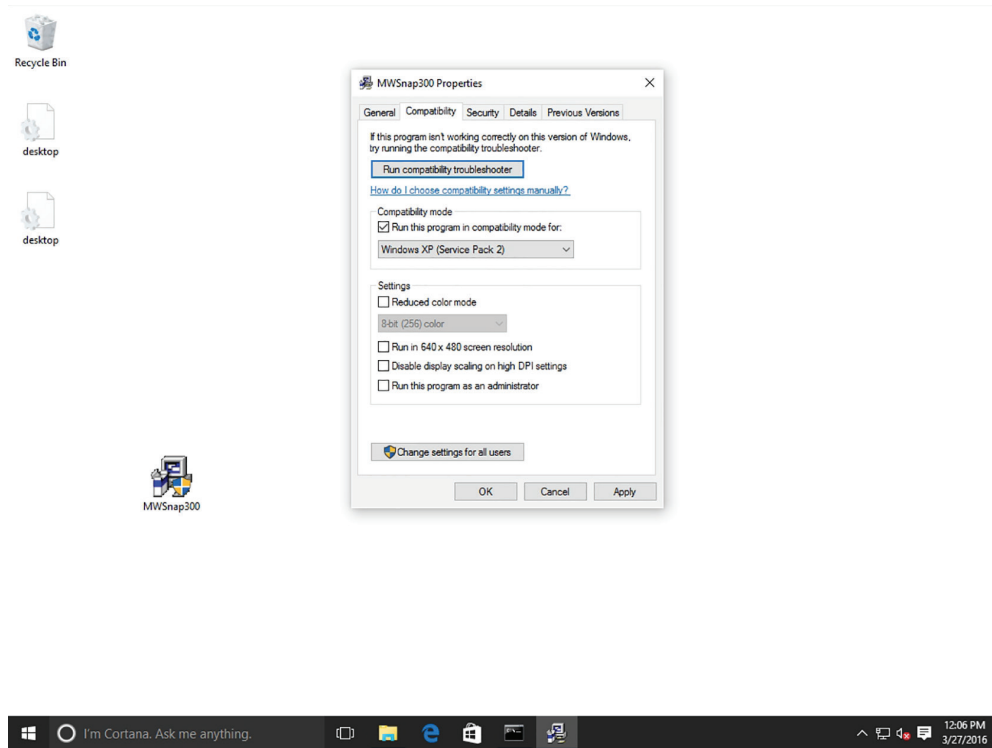 Recycle Bin
desktop
desktop
MWSnap300
MWSnap300 Properties
General Compatibility Security Details Previous Versions
If this program isn't working correctly on this version of Windows,
try running the compatibility troubleshooter.
Run compatibility troubleshooter
How do I choose compatibility settings manually?
Compatibility mode
Run this program in compatibility mode for:
Windows XP (Service Pack 2)
Settings
Reduced color mode
8-bit (256) color
Run in 640 x 480 screen resolution
Disable display scaling on high DPI settings
Run this program as an administrator
Change settings for all users
OK Cancel Apply
I'm Cortana. Ask me anything.
12:06 PM
3/27/2016